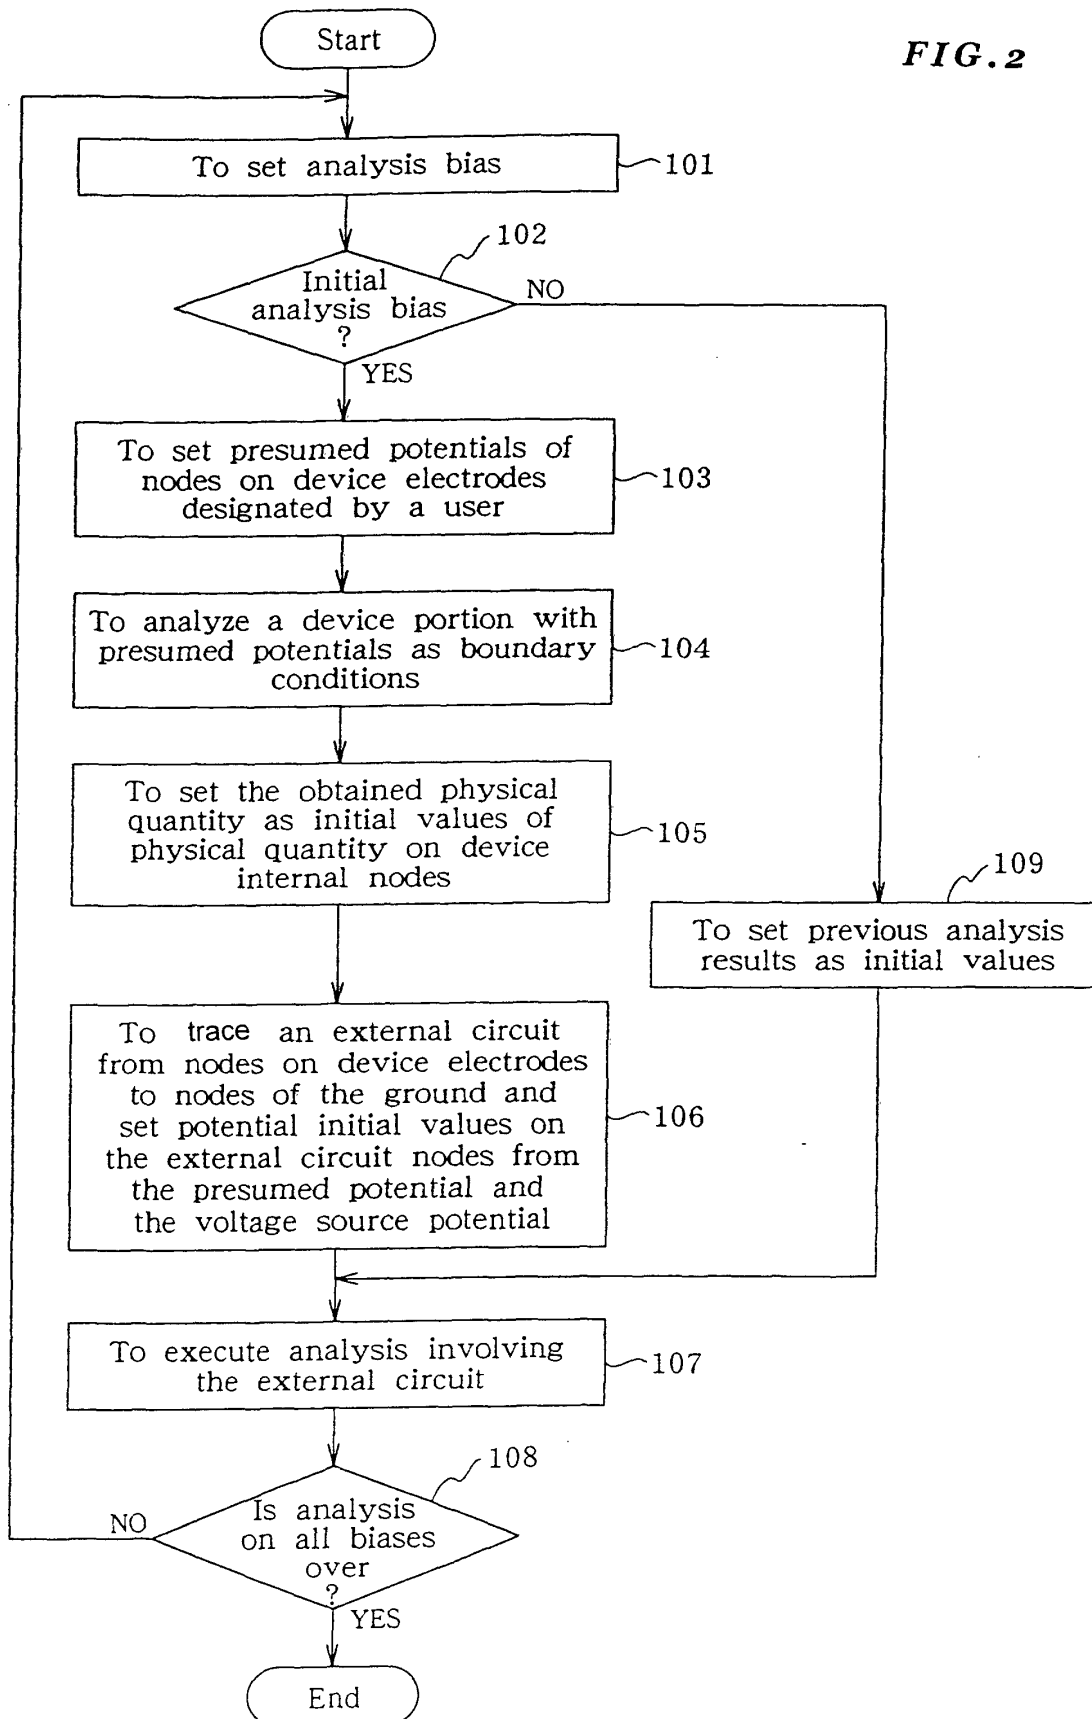 Start
FIG.2
To set analysis bias
101
102
Initial
analysis bias
?
NO
YES
To set presumed potentials of
nodes on device electrodes
designated by a user
103
To analyze a device portion with
presumed potentials as boundary
conditions
104
To set the obtained physical
quantity as initial values of
physical quantity on device
internal nodes
105
109
To set previous analysis
results as initial values
To trace an external circuit
from nodes on device electrodes
to nodes of the ground and
set potential initial values on
the external circuit nodes from
the presumed potential and
the voltage source potential
106
To execute analysis involving
the external circuit
107
108
Is analysis
on all biases
over
?
NO
YES
End